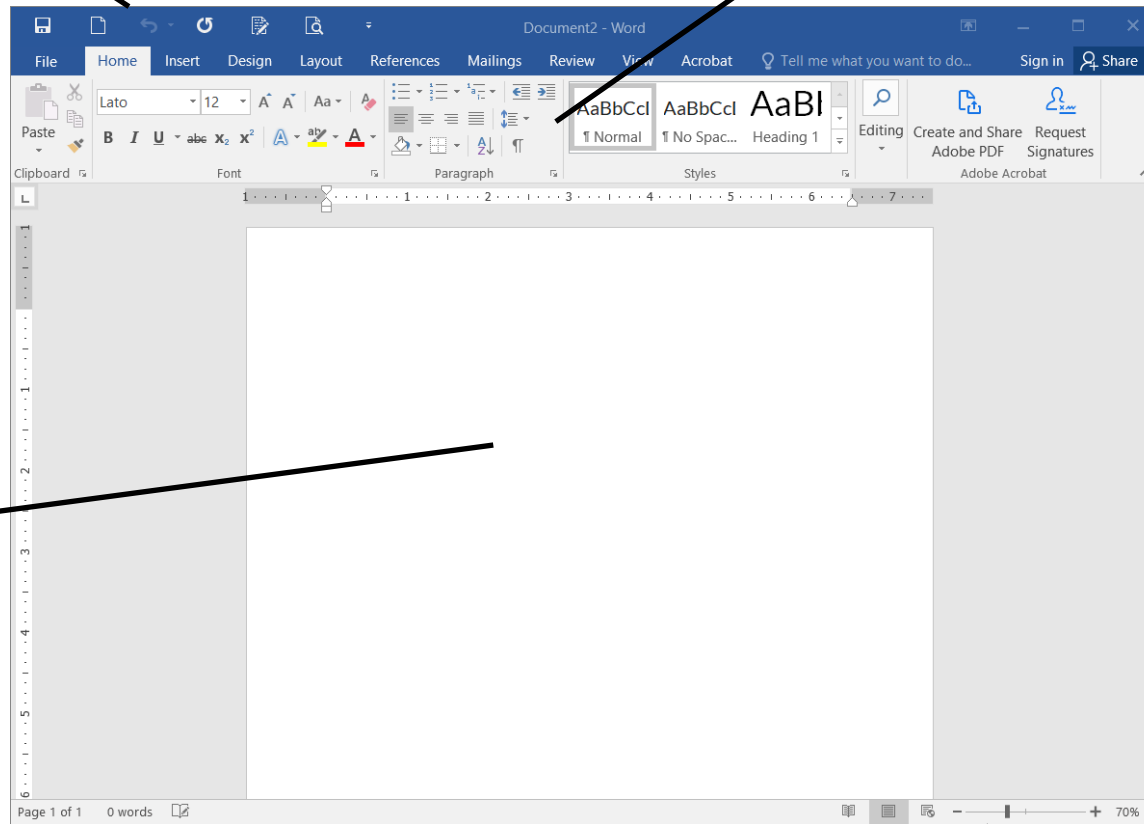 Document2 - Word
File Home Insert Design Layout References Mailings Review View Acrobat Tell me what you want to do... Sign in Share
Lato 12 A A Aa A
AaBbCcI AaBbCcI AaBI
Paste B I U abc X₂ X² A aby A A Z ¶ ¶ Normal ¶ No Spac... Heading 1 Editing Create and Share Request
Adobe PDF Signatures
Clipboard Font Paragraph Styles Adobe Acrobat
L 1 1 2 3 4 5 6 7
1
1
2
3
4
5
6
Page 1 of 1 0 words 70%